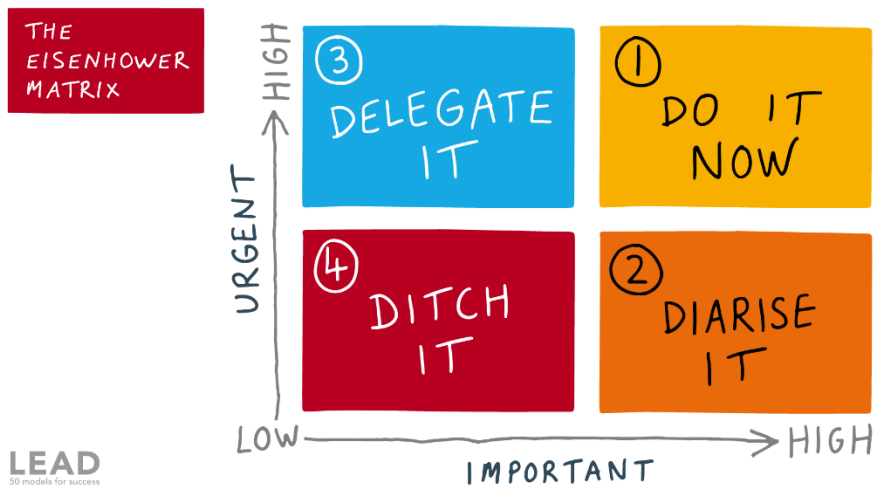 THE
EISENHOWER
MATRIX
HIGH
URGENT
3
DELEGATE
IT
1
DO IT
NOW
4
DITCH
IT
2
DIARISE
IT
LOW
HIGH
IMPORTANT
LEAD
50 models for success